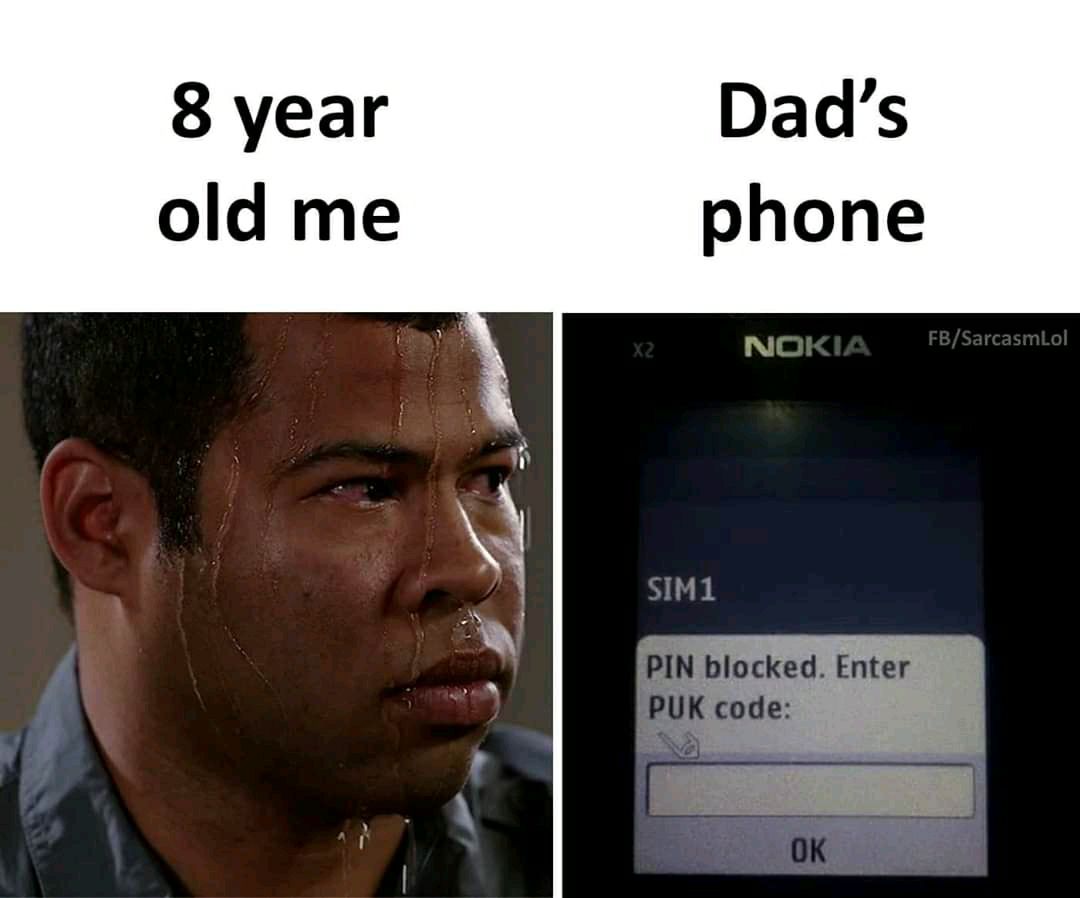 8 year
old me
Dad’s
phone
X2 NOKIA FB/SarcasmLol
SIM1
PIN blocked. Enter
PUK code:
OK